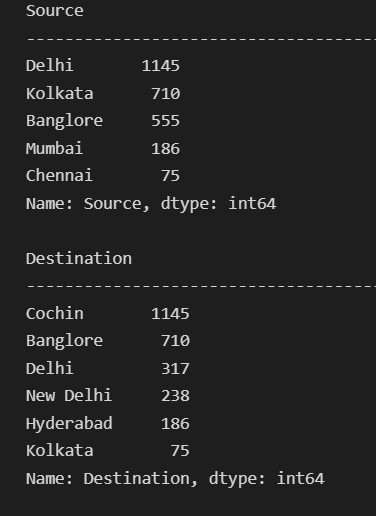 Source
--------------------------------------
Delhi       1145
Kolkata      710
Banglore     555
Mumbai       186
Chennai       75
Name: Source, dtype: int64
Destination
--------------------------------------
Cochin       1145
Banglore      710
Delhi         317
New Delhi     238
Hyderabad     186
Kolkata        75
Name: Destination, dtype: int64